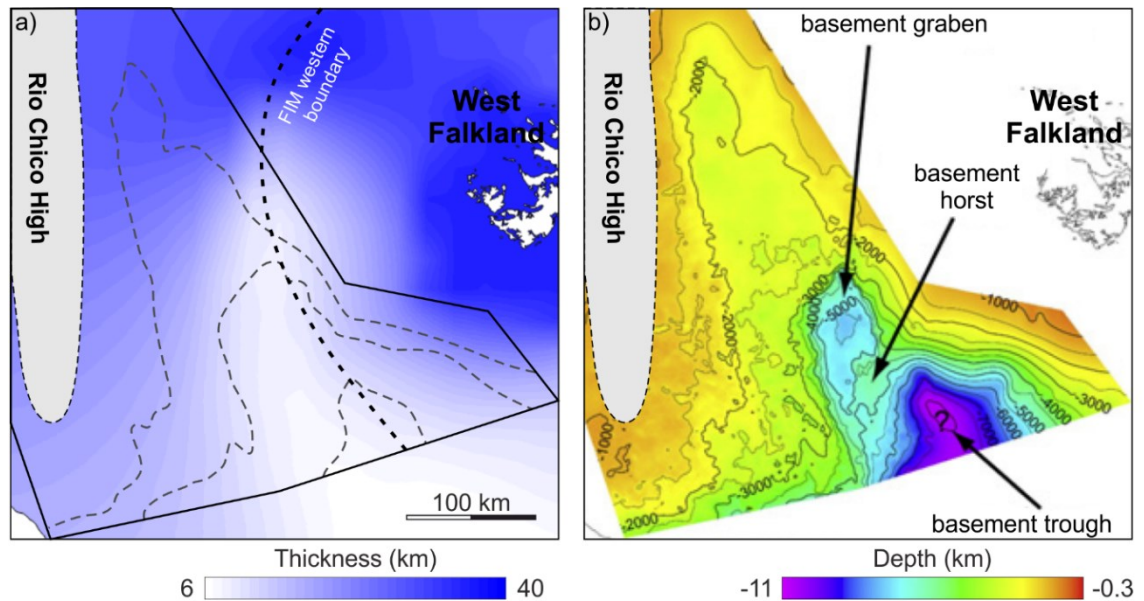 a)
Rio Chico High
FIM western
boundary
West
Falkland
100 km
Thickness (km)
6
40
b)
basement graben
Rio Chico High
West
Falkland
basement
horst
-2000
-2000
-3000
-4000
-5000
-1000
-2000
-3000
-4000
-5000
-6000
-7000
-1000
-3000
-2000
basement trough
Depth (km)
-11
-0.3